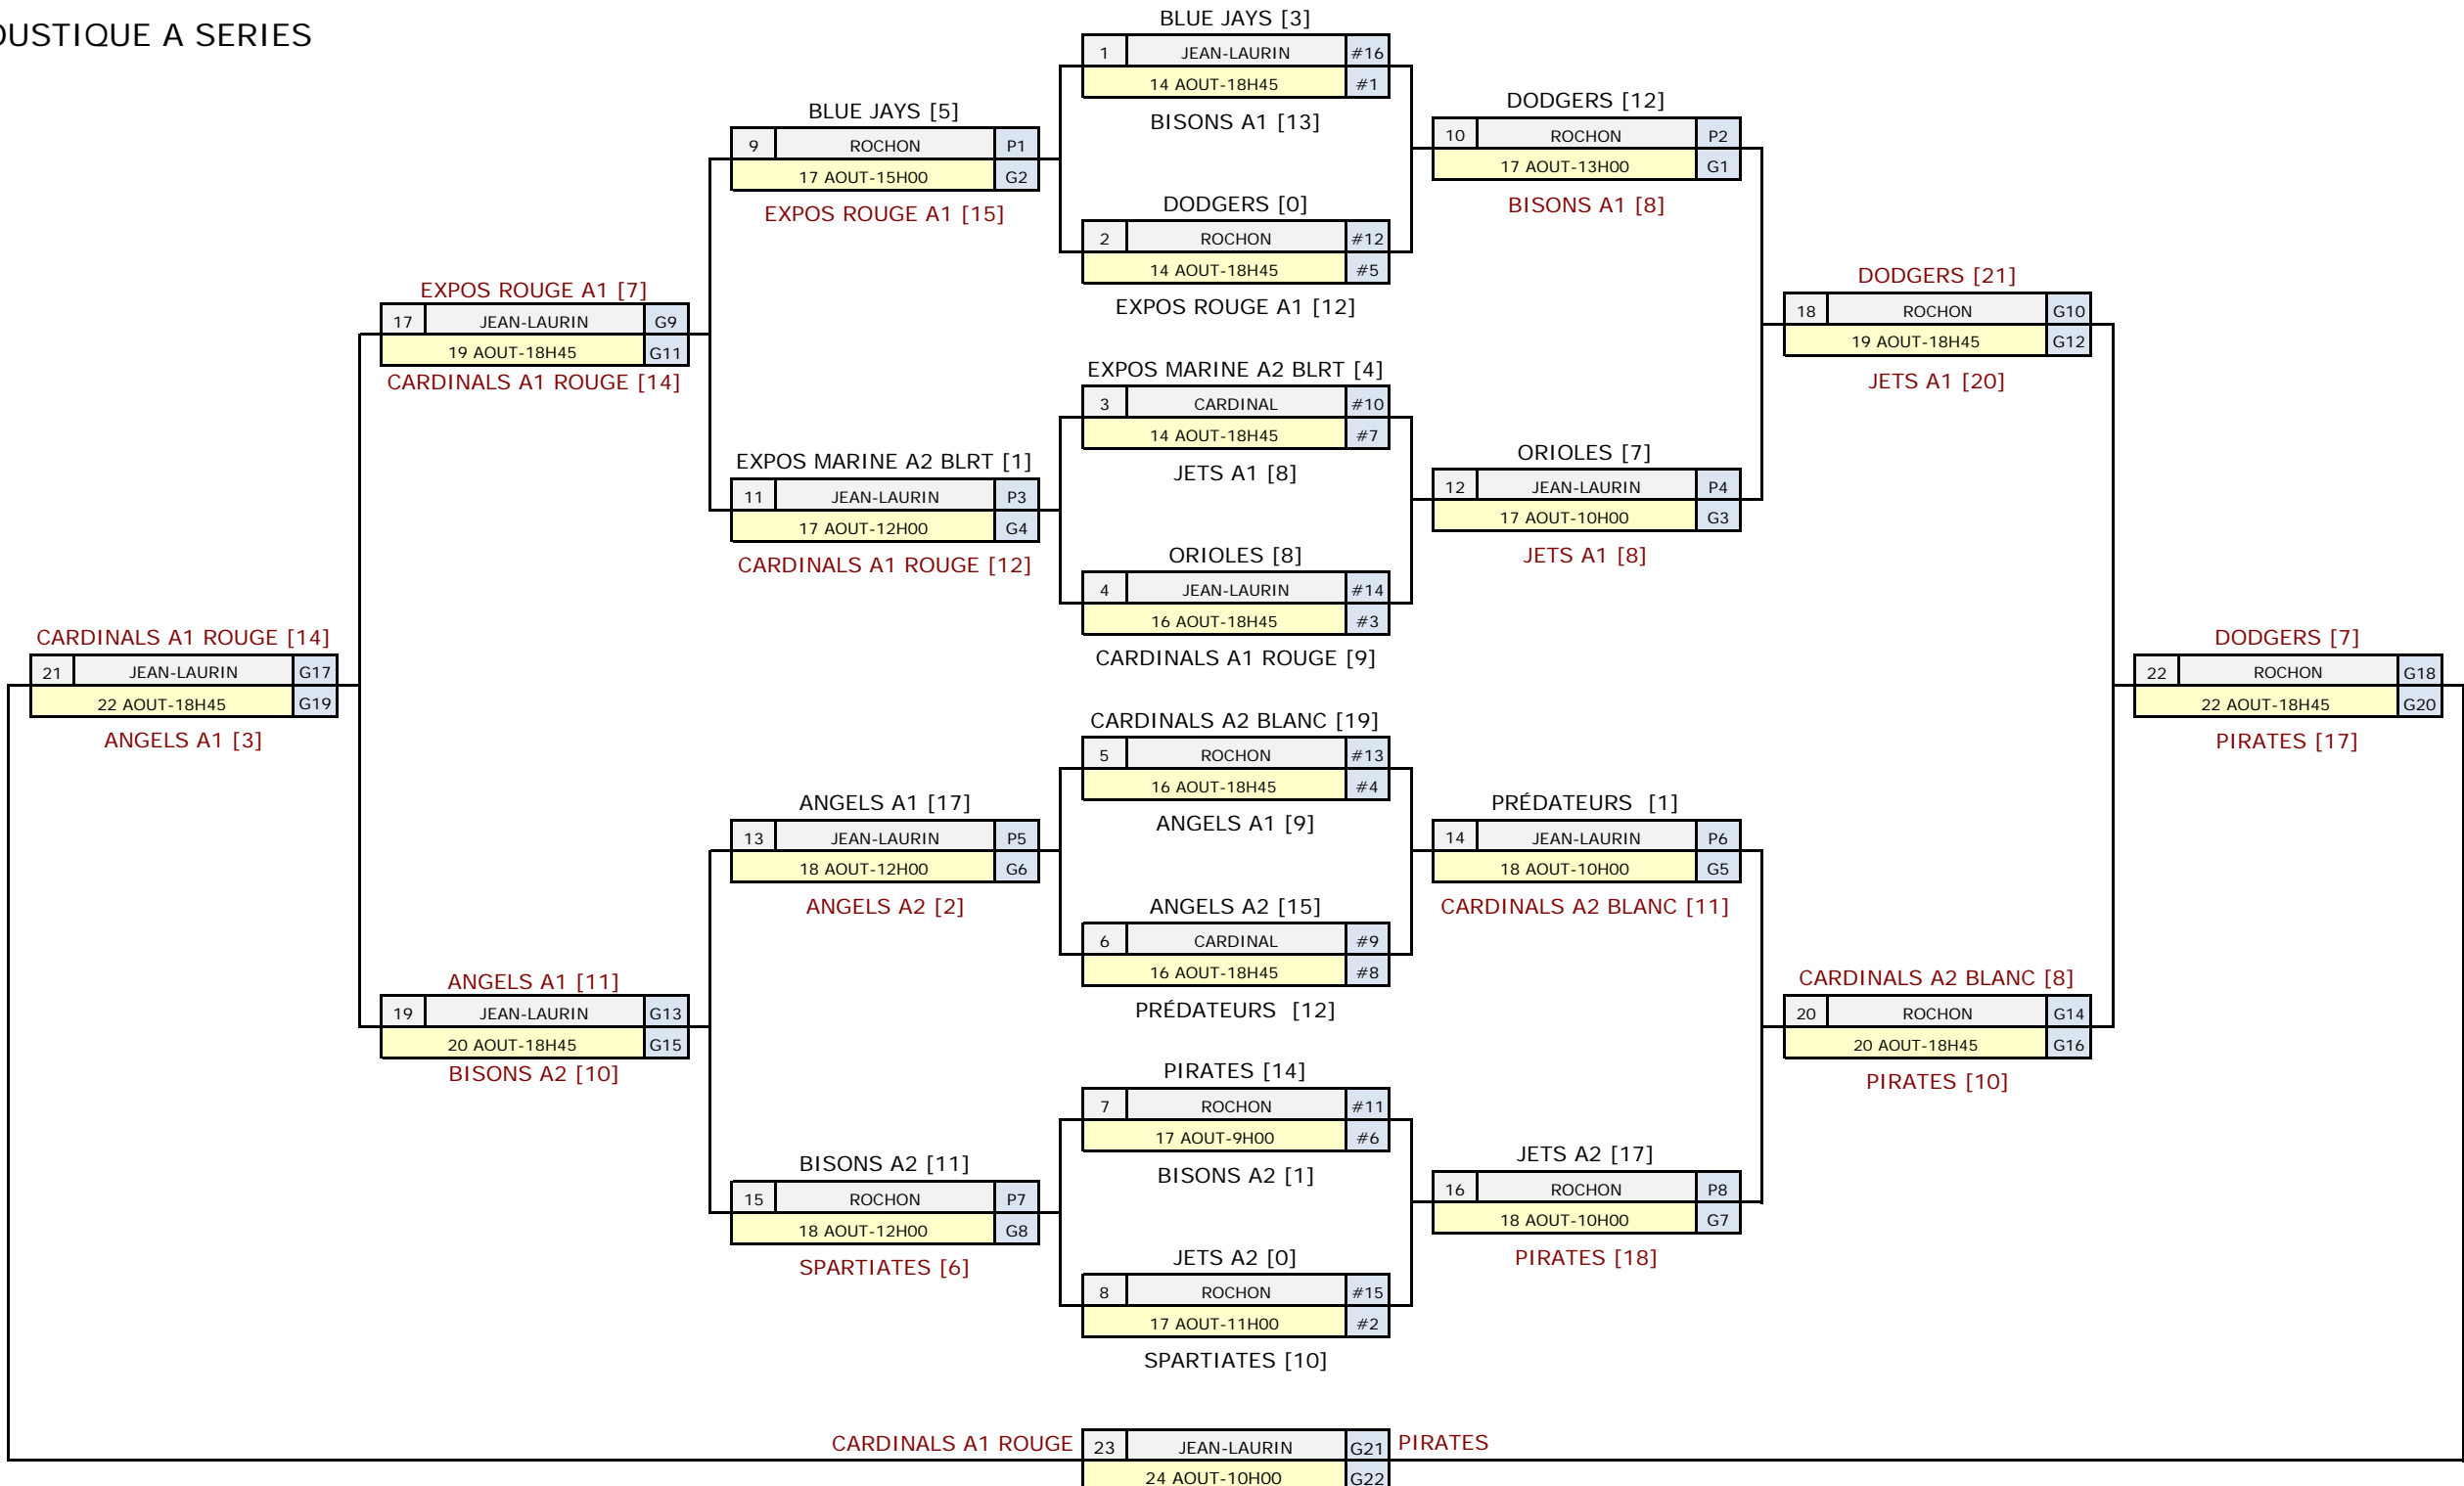 OUSTIQUE A SERIES
BLUE JAYS [3]
1 JEAN-LAURIN #16
14 AOUT-18H45 #1
BISONS A1 [13]
DODGERS [0]
2 ROCHON #12
14 AOUT-18H45 #5
EXPOS ROUGE A1 [12]
EXPOS MARINE A2 BLRT [4]
3 CARDINAL #10
14 AOUT-18H45 #7
JETS A1 [8]
ORIOLES [8]
4 JEAN-LAURIN #14
16 AOUT-18H45 #3
CARDINALS A1 ROUGE [9]
CARDINALS A2 BLANC [19]
5 ROCHON #13
16 AOUT-18H45 #4
ANGELS A1 [9]
ANGELS A2 [15]
6 CARDINAL #9
16 AOUT-18H45 #8
PRÉDATEURS [12]
PIRATES [14]
7 ROCHON #11
17 AOUT-9H00 #6
BISONS A2 [1]
JETS A2 [0]
8 ROCHON #15
17 AOUT-11H00 #2
SPARTIATES [10]
BLUE JAYS [5]
9 ROCHON P1
17 AOUT-15H00 G2
EXPOS ROUGE A1 [15]
DODGERS [12]
10 ROCHON P2
17 AOUT-13H00 G1
BISONS A1 [8]
EXPOS MARINE A2 BLRT [1]
11 JEAN-LAURIN P3
17 AOUT-12H00 G4
CARDINALS A1 ROUGE [12]
ORIOLES [7]
12 JEAN-LAURIN P4
17 AOUT-10H00 G3
JETS A1 [8]
ANGELS A1 [17]
13 JEAN-LAURIN P5
18 AOUT-12H00 G6
ANGELS A2 [2]
PRÉDATEURS [1]
14 JEAN-LAURIN P6
18 AOUT-10H00 G5
CARDINALS A2 BLANC [11]
BISONS A2 [11]
15 ROCHON P7
18 AOUT-12H00 G8
SPARTIATES [6]
JETS A2 [17]
16 ROCHON P8
18 AOUT-10H00 G7
PIRATES [18]
EXPOS ROUGE A1 [7]
17 JEAN-LAURIN G9
19 AOUT-18H45 G11
CARDINALS A1 ROUGE [14]
DODGERS [21]
18 ROCHON G10
19 AOUT-18H45 G12
JETS A1 [20]
ANGELS A1 [11]
19 JEAN-LAURIN G13
20 AOUT-18H45 G15
BISONS A2 [10]
CARDINALS A2 BLANC [8]
20 ROCHON G14
20 AOUT-18H45 G16
PIRATES [10]
CARDINALS A1 ROUGE [14]
21 JEAN-LAURIN G17
22 AOUT-18H45 G19
ANGELS A1 [3]
DODGERS [7]
22 ROCHON G18
22 AOUT-18H45 G20
PIRATES [17]
CARDINALS A1 ROUGE 23 JEAN-LAURIN G21 PIRATES
24 AOUT-10H00 G22